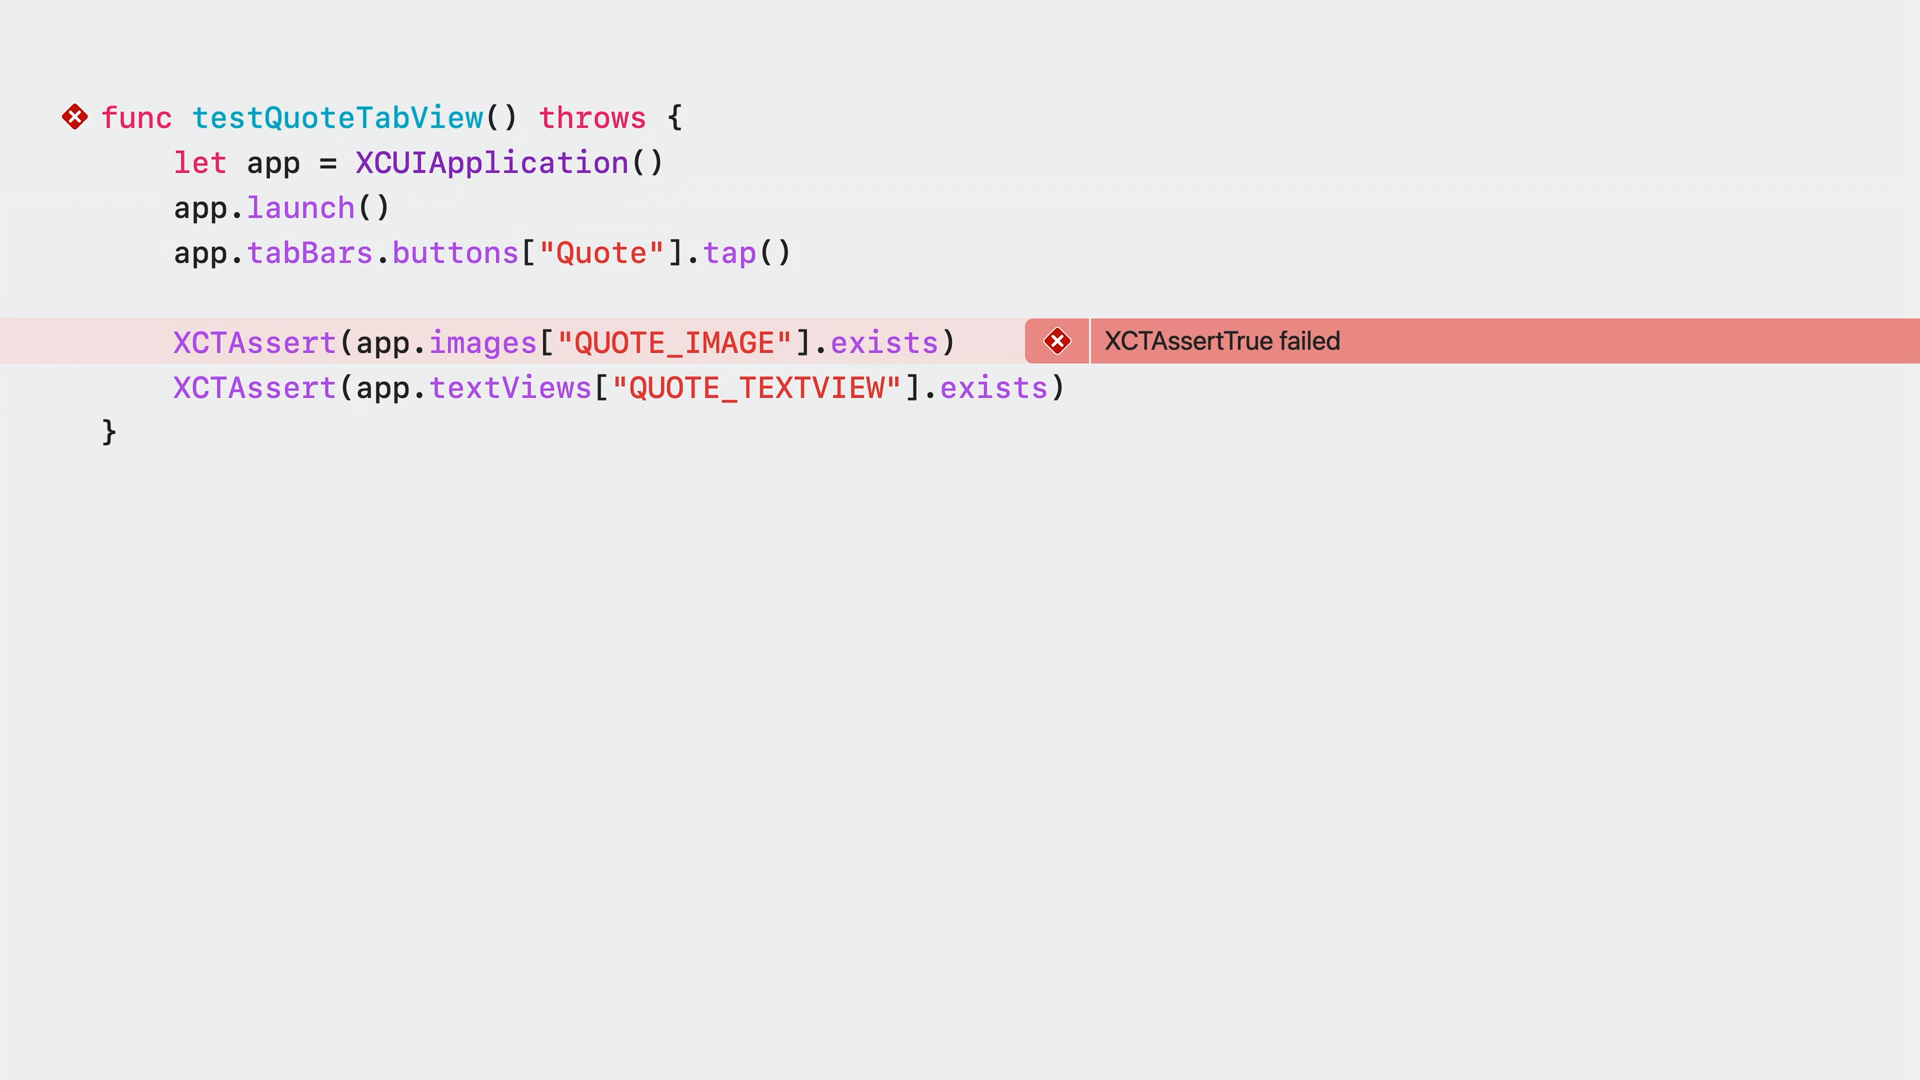 func testQuoteTabView() throws {
let app = XCUIApplication()
app.launch()
app.tabBars.buttons["Quote"].tap()
XCTAssert(app.images["QUOTE_IMAGE"].exists) XCTAssertTrue failed
XCTAssert(app.textViews["QUOTE_TEXTVIEW"].exists)
}